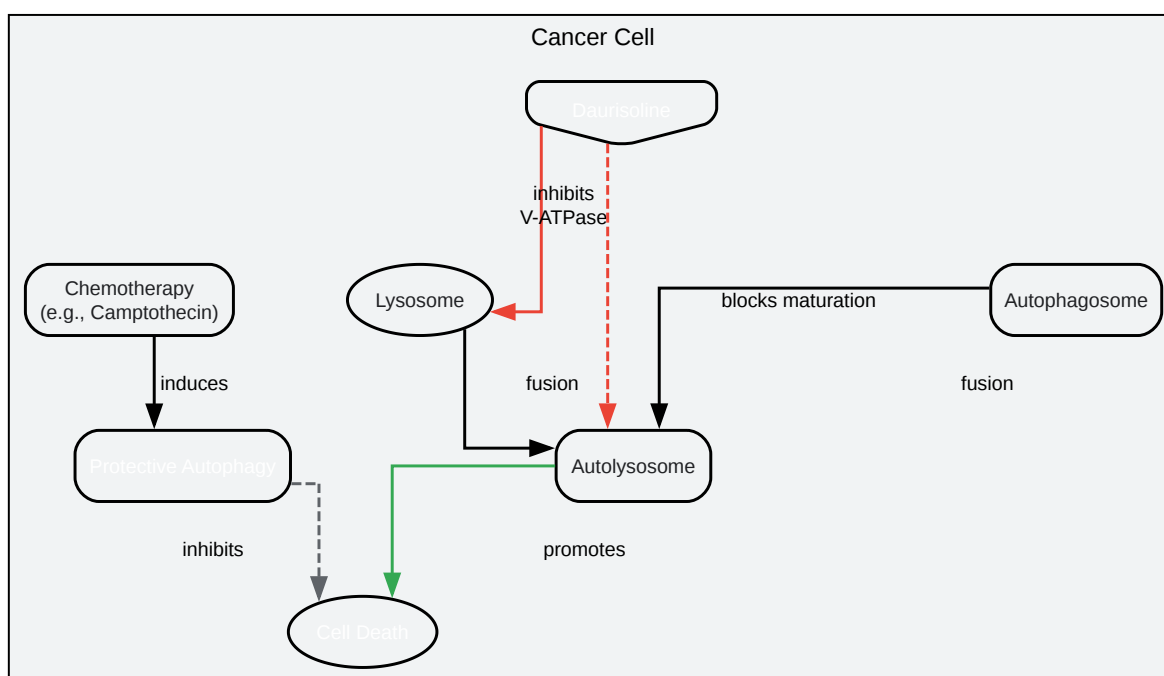 Cancer Cell
Daurisoline
inhibits
V-ATPase
Chemotherapy
(e.g., Camptothecin)
Lysosome
blocks maturation
Autophagosome
induces
fusion
fusion
Protective Autophagy
Autolysosome
inhibits
promotes
Cell Death